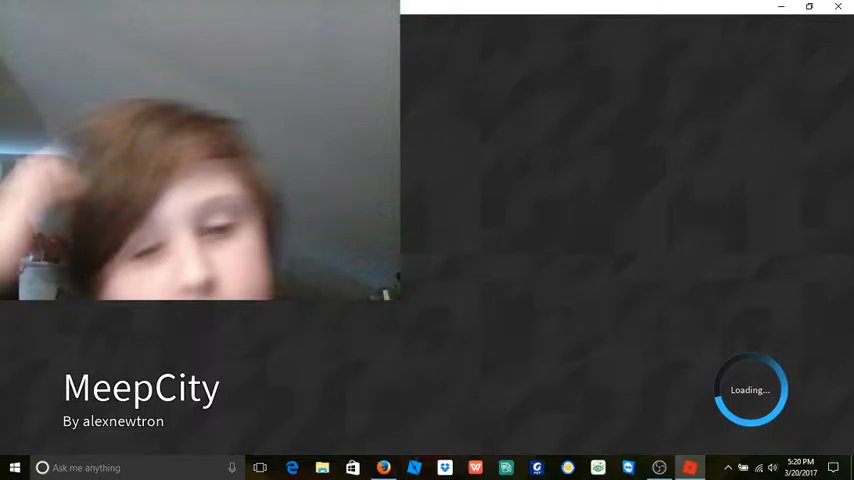 MeepCity
By alexnewtron
Loading...
Ask me anything
5:20 PM
3/20/2017